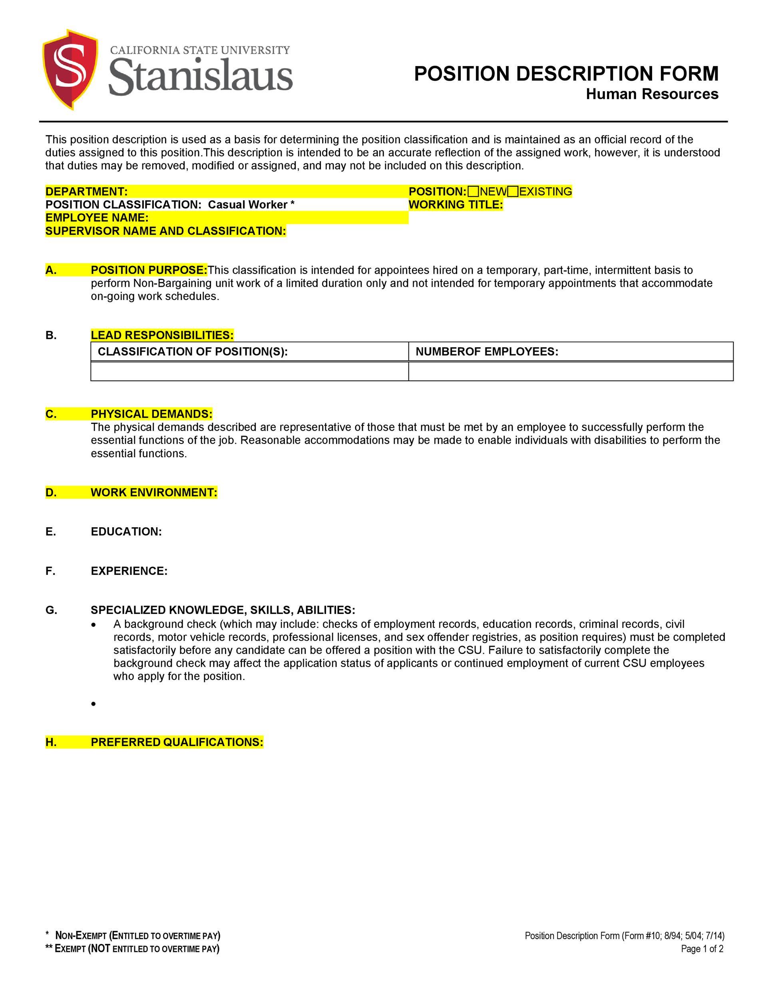 S
CALIFORNIA STATE UNIVERSITY
Stanislaus
POSITION DESCRIPTION FORM
Human Resources
This position description is used as a basis for determining the position classification and is maintained as an official record of the
duties assigned to this position.This description is intended to be an accurate reflection of the assigned work, however, it is understood
that duties may be removed, modified or assigned, and may not be included on this description.
DEPARTMENT: POSITION:☐NEW☐EXISTING
POSITION CLASSIFICATION: Casual Worker * WORKING TITLE:
EMPLOYEE NAME:
SUPERVISOR NAME AND CLASSIFICATION:
A. POSITION PURPOSE:This classification is intended for appointees hired on a temporary, part-time, intermittent basis to
perform Non-Bargaining unit work of a limited duration only and not intended for temporary appointments that accommodate
on-going work schedules.
B. LEAD RESPONSIBILITIES:
CLASSIFICATION OF POSITION(S): NUMBEROF EMPLOYEES:
C. PHYSICAL DEMANDS:
The physical demands described are representative of those that must be met by an employee to successfully perform the
essential functions of the job. Reasonable accommodations may be made to enable individuals with disabilities to perform the
essential functions.
D. WORK ENVIRONMENT:
E. EDUCATION:
F. EXPERIENCE:
G. SPECIALIZED KNOWLEDGE, SKILLS, ABILITIES:
• A background check (which may include: checks of employment records, education records, criminal records, civil
records, motor vehicle records, professional licenses, and sex offender registries, as position requires) must be completed
satisfactorily before any candidate can be offered a position with the CSU. Failure to satisfactorily complete the
background check may affect the application status of applicants or continued employment of current CSU employees
who apply for the position.
•
H. PREFERRED QUALIFICATIONS:
* NON-EXEMPT (ENTITLED TO OVERTIME PAY) Position Description Form (Form #10; 8/94; 5/04; 7/14)
** EXEMPT (NOT ENTITLED TO OVERTIME PAY) Page 1 of 2